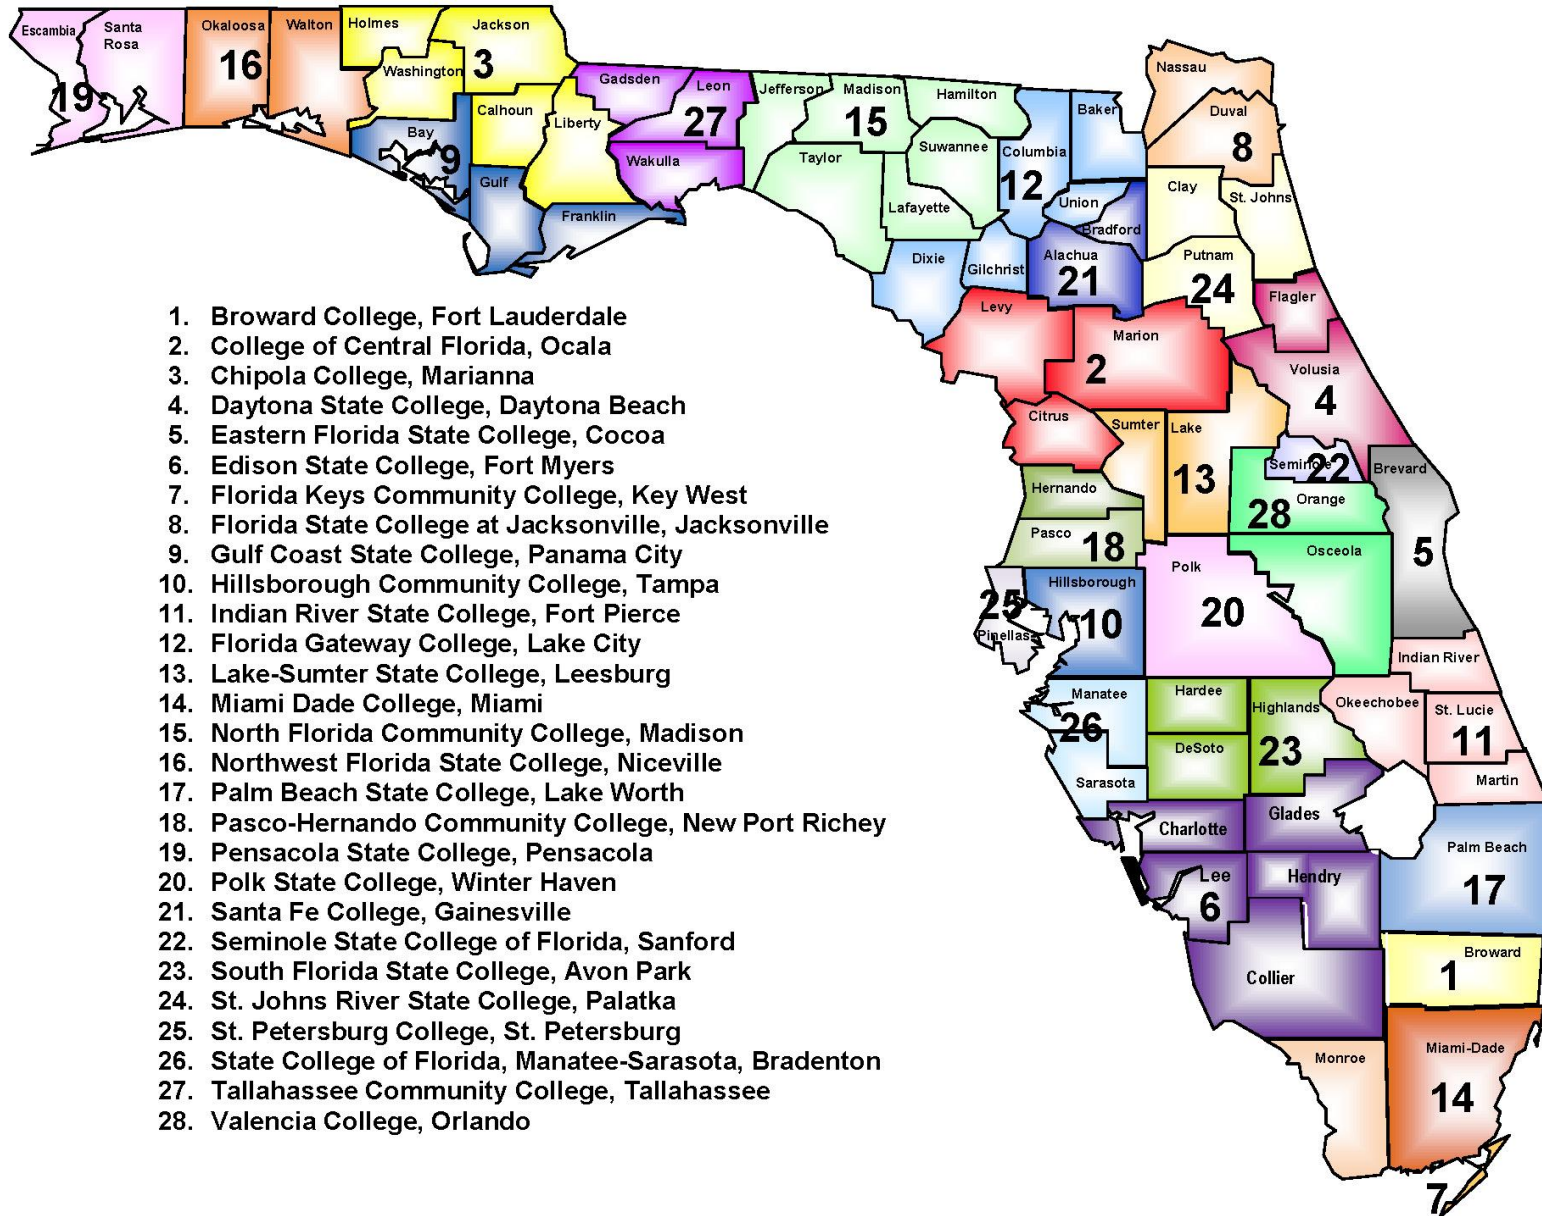 Escambia
Santa
Rosa
19
Okaloosa
16
Walton
Holmes
Jackson
3
Washington
Bay
9
Calhoun
Gulf
Liberty
Franklin
Gadsden
Leon
27
Wakulla
Jefferson
Madison
15
Hamilton
Taylor
Suwannee
Lafayette
Columbia
12
Baker
Union
Bradford
Dixie
Gilchrist
Alachua
21
Nassau
Duval
8
Clay
St. Johns
Putnam
24
Flagler
Levy
Marion
2
Volusia
4
Citrus
Sumter
Lake
13
Seminole
22
Orange
28
Brevard
5
Hernando
Pasco
18
Osceola
Polk
20
Hillsborough
10
25
Pinellas
Indian River
Manatee
26
Sarasota
Hardee
DeSoto
Highlands
23
Okeechobee
St. Lucie
11
Martin
Charlotte
Glades
Lee
6
Hendry
Palm Beach
17
Collier
Broward
1
Monroe
Miami-Dade
14
7
1. Broward College, Fort Lauderdale
2. College of Central Florida, Ocala
3. Chipola College, Marianna
4. Daytona State College, Daytona Beach
5. Eastern Florida State College, Cocoa
6. Edison State College, Fort Myers
7. Florida Keys Community College, Key West
8. Florida State College at Jacksonville, Jacksonville
9. Gulf Coast State College, Panama City
10. Hillsborough Community College, Tampa
11. Indian River State College, Fort Pierce
12. Florida Gateway College, Lake City
13. Lake-Sumter State College, Leesburg
14. Miami Dade College, Miami
15. North Florida Community College, Madison
16. Northwest Florida State College, Niceville
17. Palm Beach State College, Lake Worth
18. Pasco-Hernando Community College, New Port Richey
19. Pensacola State College, Pensacola
20. Polk State College, Winter Haven
21. Santa Fe College, Gainesville
22. Seminole State College of Florida, Sanford
23. South Florida State College, Avon Park
24. St. Johns River State College, Palatka
25. St. Petersburg College, St. Petersburg
26. State College of Florida, Manatee-Sarasota, Bradenton
27. Tallahassee Community College, Tallahassee
28. Valencia College, Orlando